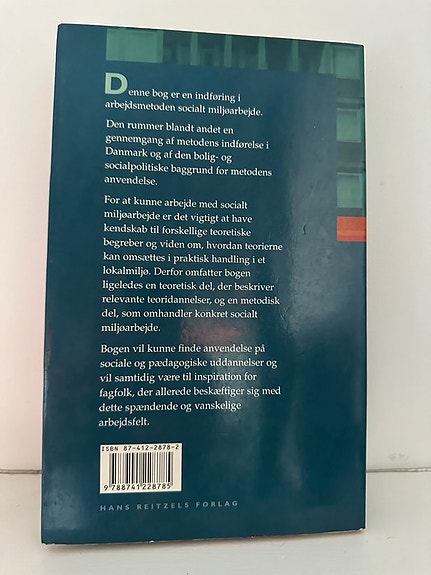 Denne bog er en indføring i
arbejdsmetoden socialt miljøarbejde.
Den rummer blandt andet en
gennemgang af metodens indførelse i
Danmark og af den bolig- og
socialpolitiske baggrund for metodens
anvendelse.
For at kunne arbejde med socialt
miljøarbejde er det vigtigt at have
kendskab til forskellige teoretiske
begreber og viden om, hvordan teorierne
kan omsættes i praktisk handling i et
lokalmiljø. Derfor omfatter bogen
ligeledes en teoretisk del, der beskriver
relevante teoridannelser, og en metodisk
del, som omhandler konkret socialt
miljøarbejde.
Bogen vil kunne finde anvendelse på
sociale og pædagogiske uddannelser og
vil samtidig være til inspiration for
fagfolk, der allerede beskæftiger sig med
dette spændende og vanskelige
arbejdsfelt.
ISBN 87-412-2878-2
9 788741 228785
HANS REITZELS FORLAG